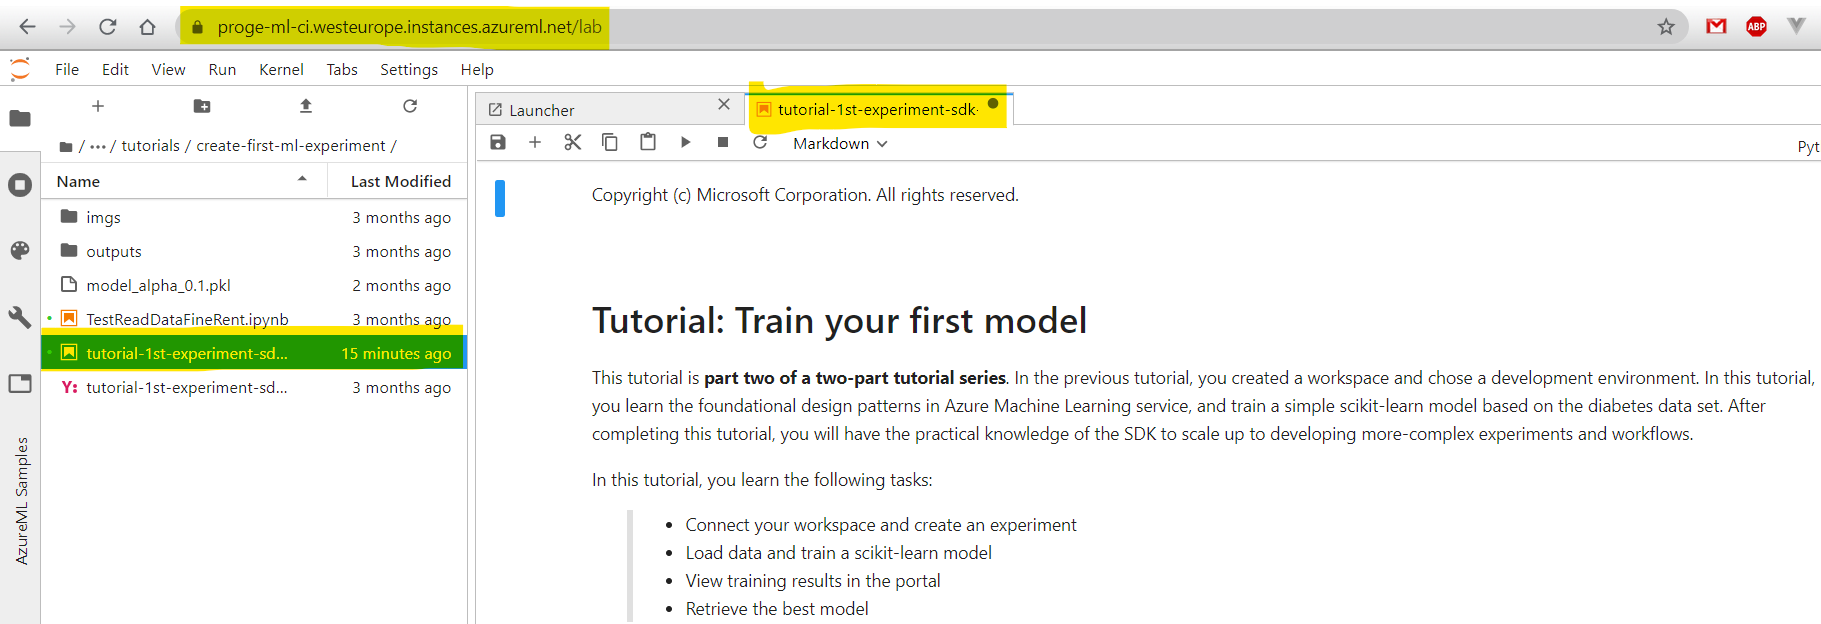 proge-ml-ci.westeurope.instances.azureml.net/lab
ABP
File Edit View Run Kernel Tabs Settings Help
/ ••• / tutorials / create-first-ml-experiment /
Name Last Modified
imgs 3 months ago
outputs 3 months ago
model_alpha_0.1.pkl 2 months ago
TestReadDataFineRent.ipynb 3 months ago
tutorial-1st-experiment-sd... 15 minutes ago
Y: tutorial-1st-experiment-sd... 3 months ago
AzureML Samples
Launcher
tutorial-1st-experiment-sdk-
Markdown
Pyt
Copyright (c) Microsoft Corporation. All rights reserved.
Tutorial: Train your first model
This tutorial is part two of a two-part tutorial series. In the previous tutorial, you created a workspace and chose a development environment. In this tutorial,
you learn the foundational design patterns in Azure Machine Learning service, and train a simple scikit-learn model based on the diabetes data set. After
completing this tutorial, you will have the practical knowledge of the SDK to scale up to developing more-complex experiments and workflows.
In this tutorial, you learn the following tasks:
• Connect your workspace and create an experiment
• Load data and train a scikit-learn model
• View training results in the portal
• Retrieve the best model